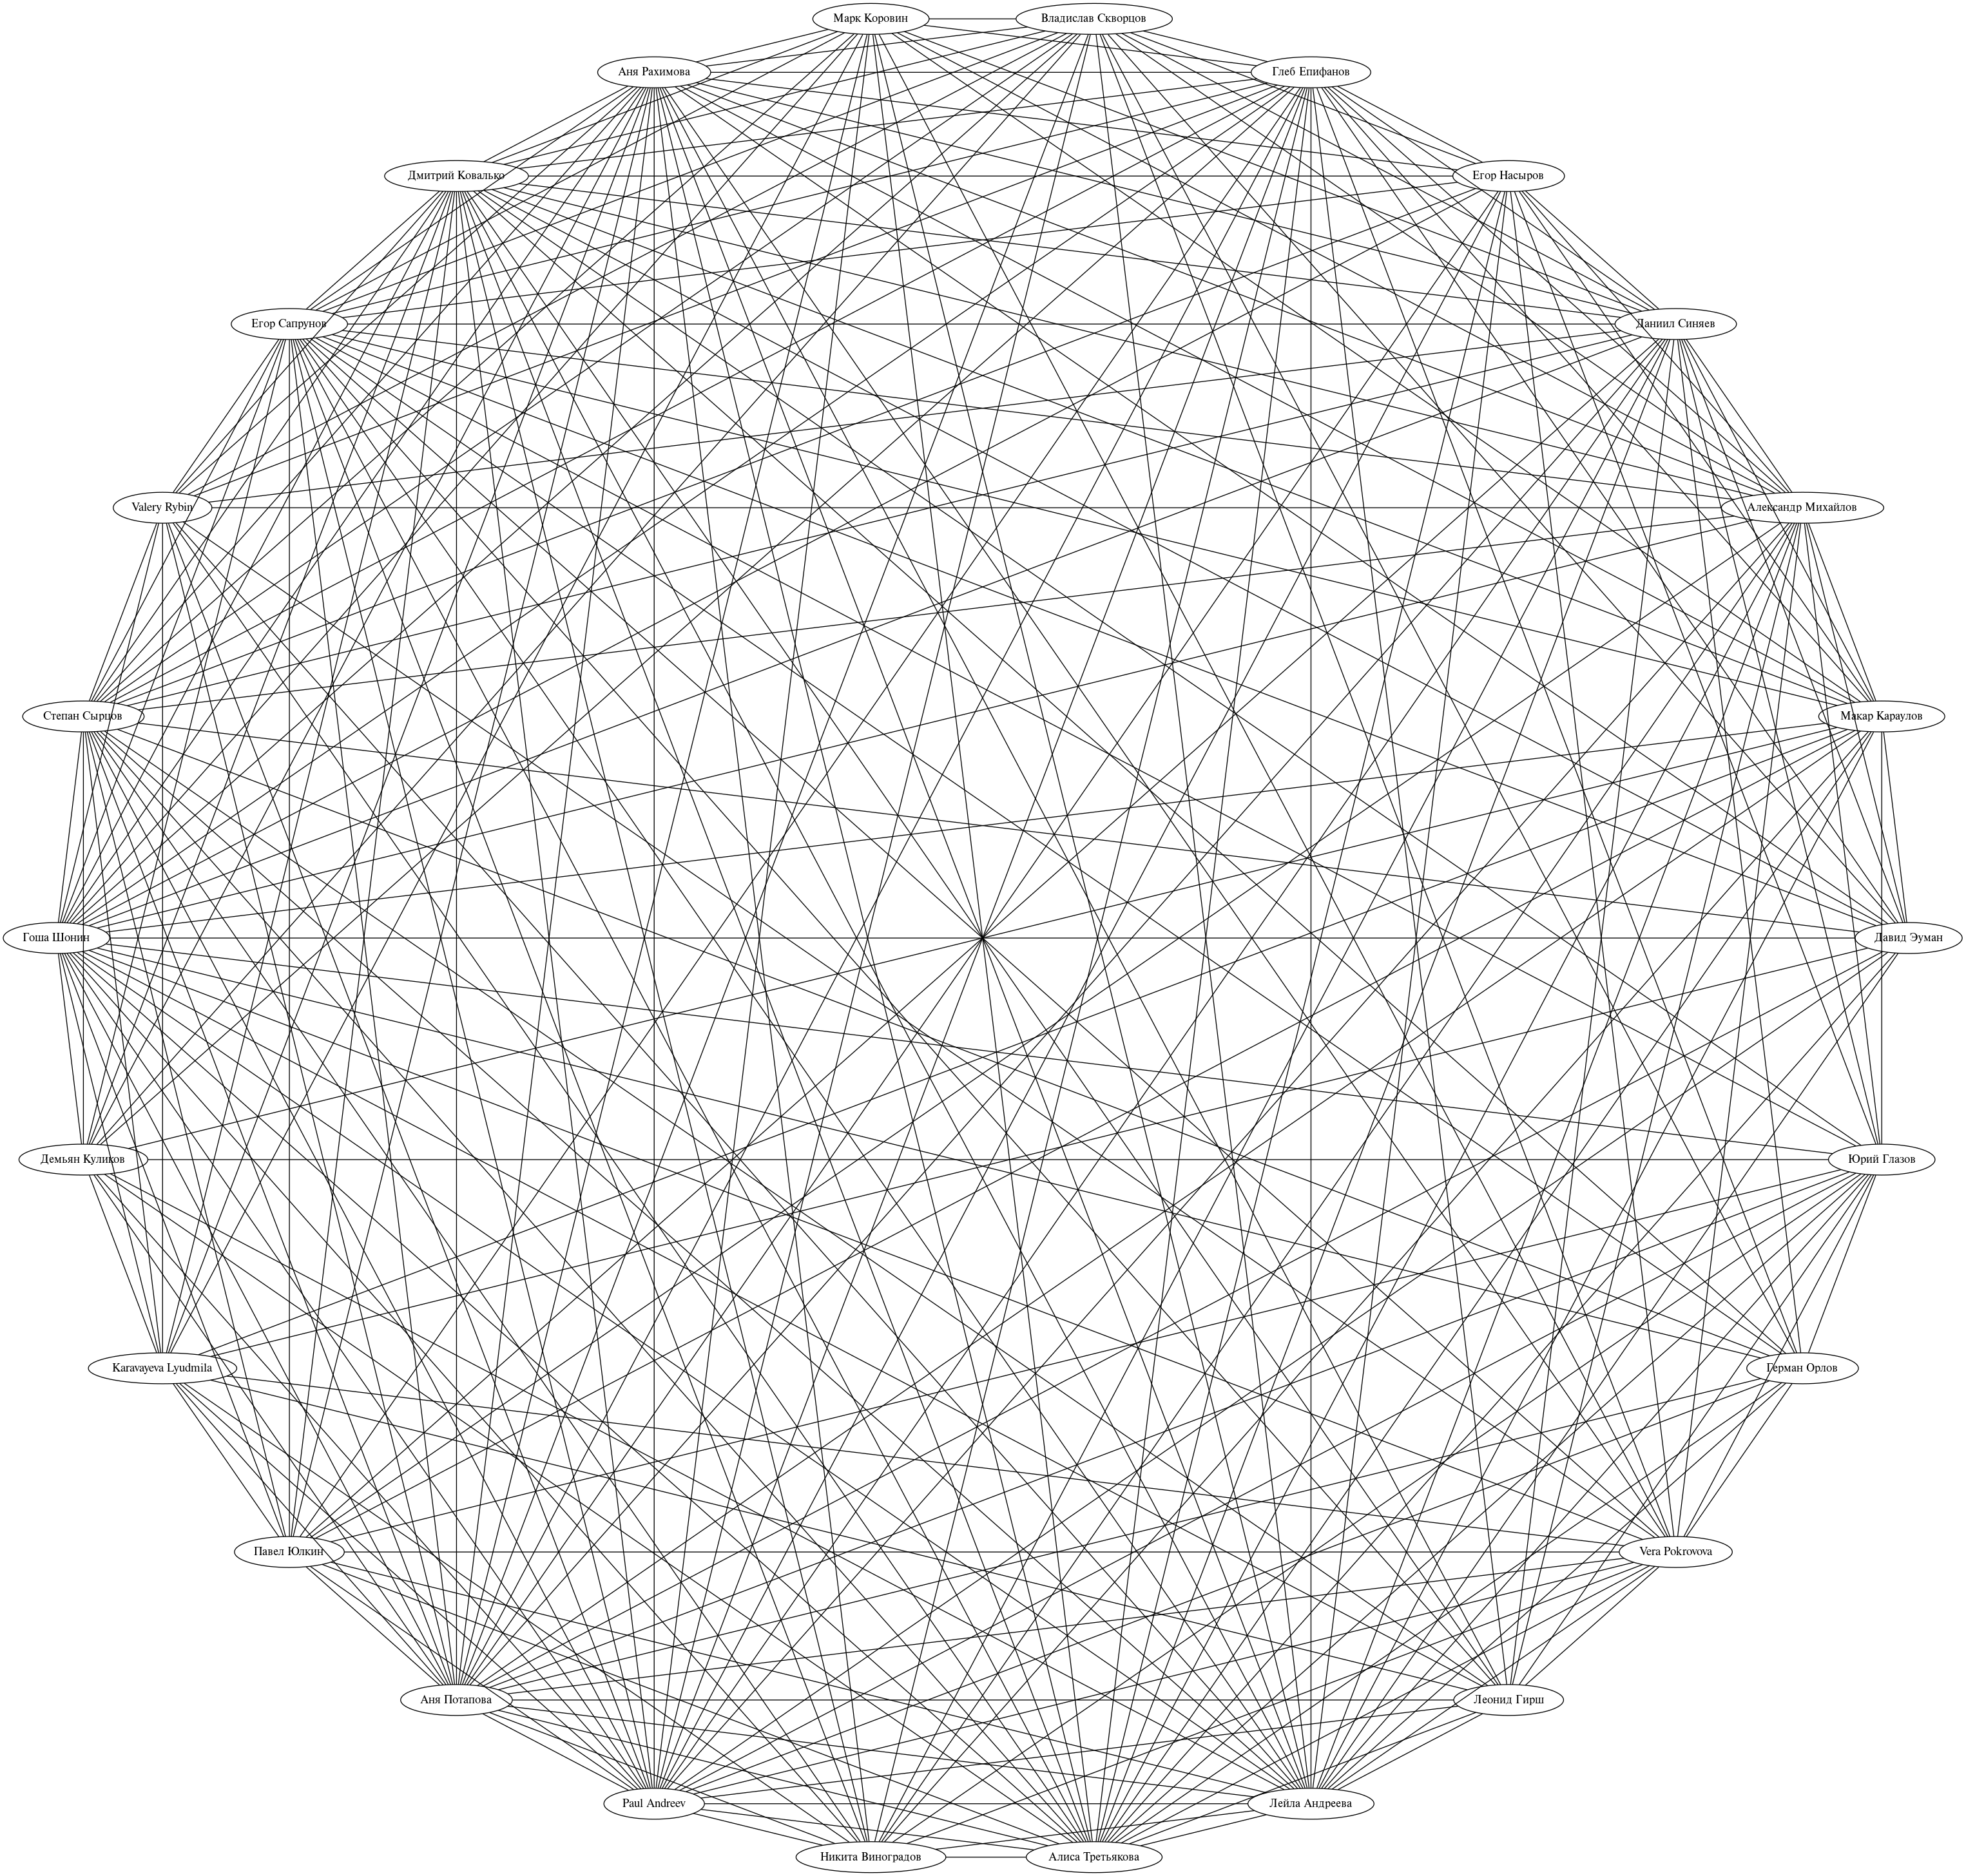 Марк Коровин
Владислав Скворцов
Аня Рахимова
Глеб Епифанов
Дмитрий Ковалько
Егор Насыров
Егор Сапрунов
Даниил Синяев
Valery Rybin
Александр Михайлов
Степан Сырцов
Макар Караулов
Гоша Шонин
Давид Эуман
Демьян Куликов
Юрий Глазов
Karavayeva Lyudmila
Герман Орлов
Павел Юлкин
Vera Pokrovova
Аня Потапова
Леонид Гирш
Paul Andreev
Лейла Андреева
Никита Виноградов
Алиса Третьякова